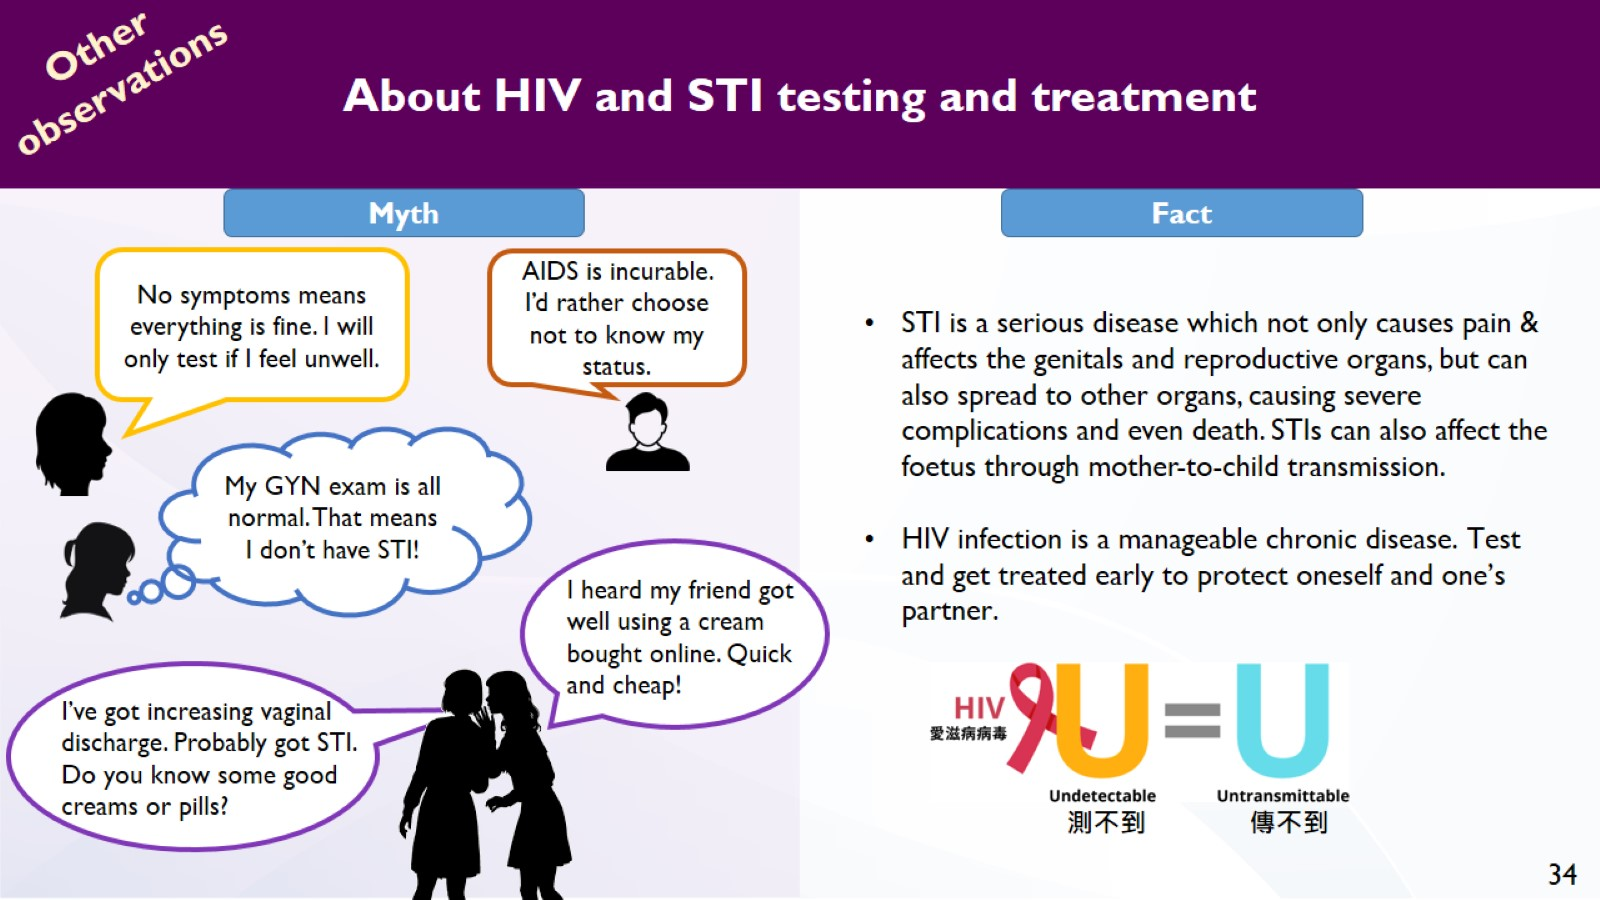 Other
observations
About HIV and STI testing and treatment
Myth
No symptoms means
everything is fine. I will
only test if I feel unwell.
AIDS is incurable.
I'd rather choose
not to know my
status.
My GYN exam is all
normal. That means
I don't have STI!
I heard my friend got
well using a cream
bought online. Quick
and cheap!
I've got increasing vaginal
discharge. Probably got STI.
Do you know some good
creams or pills?
Fact
• STI is a serious disease which not only causes pain &
affects the genitals and reproductive organs, but can
also spread to other organs, causing severe
complications and even death. STIs can also affect the
foetus through mother-to-child transmission.
• HIV infection is a manageable chronic disease. Test
and get treated early to protect oneself and one's
partner.
HIV
愛滋病病毒
U = U
Undetectable
測不到
Untransmittable
傳不到
34